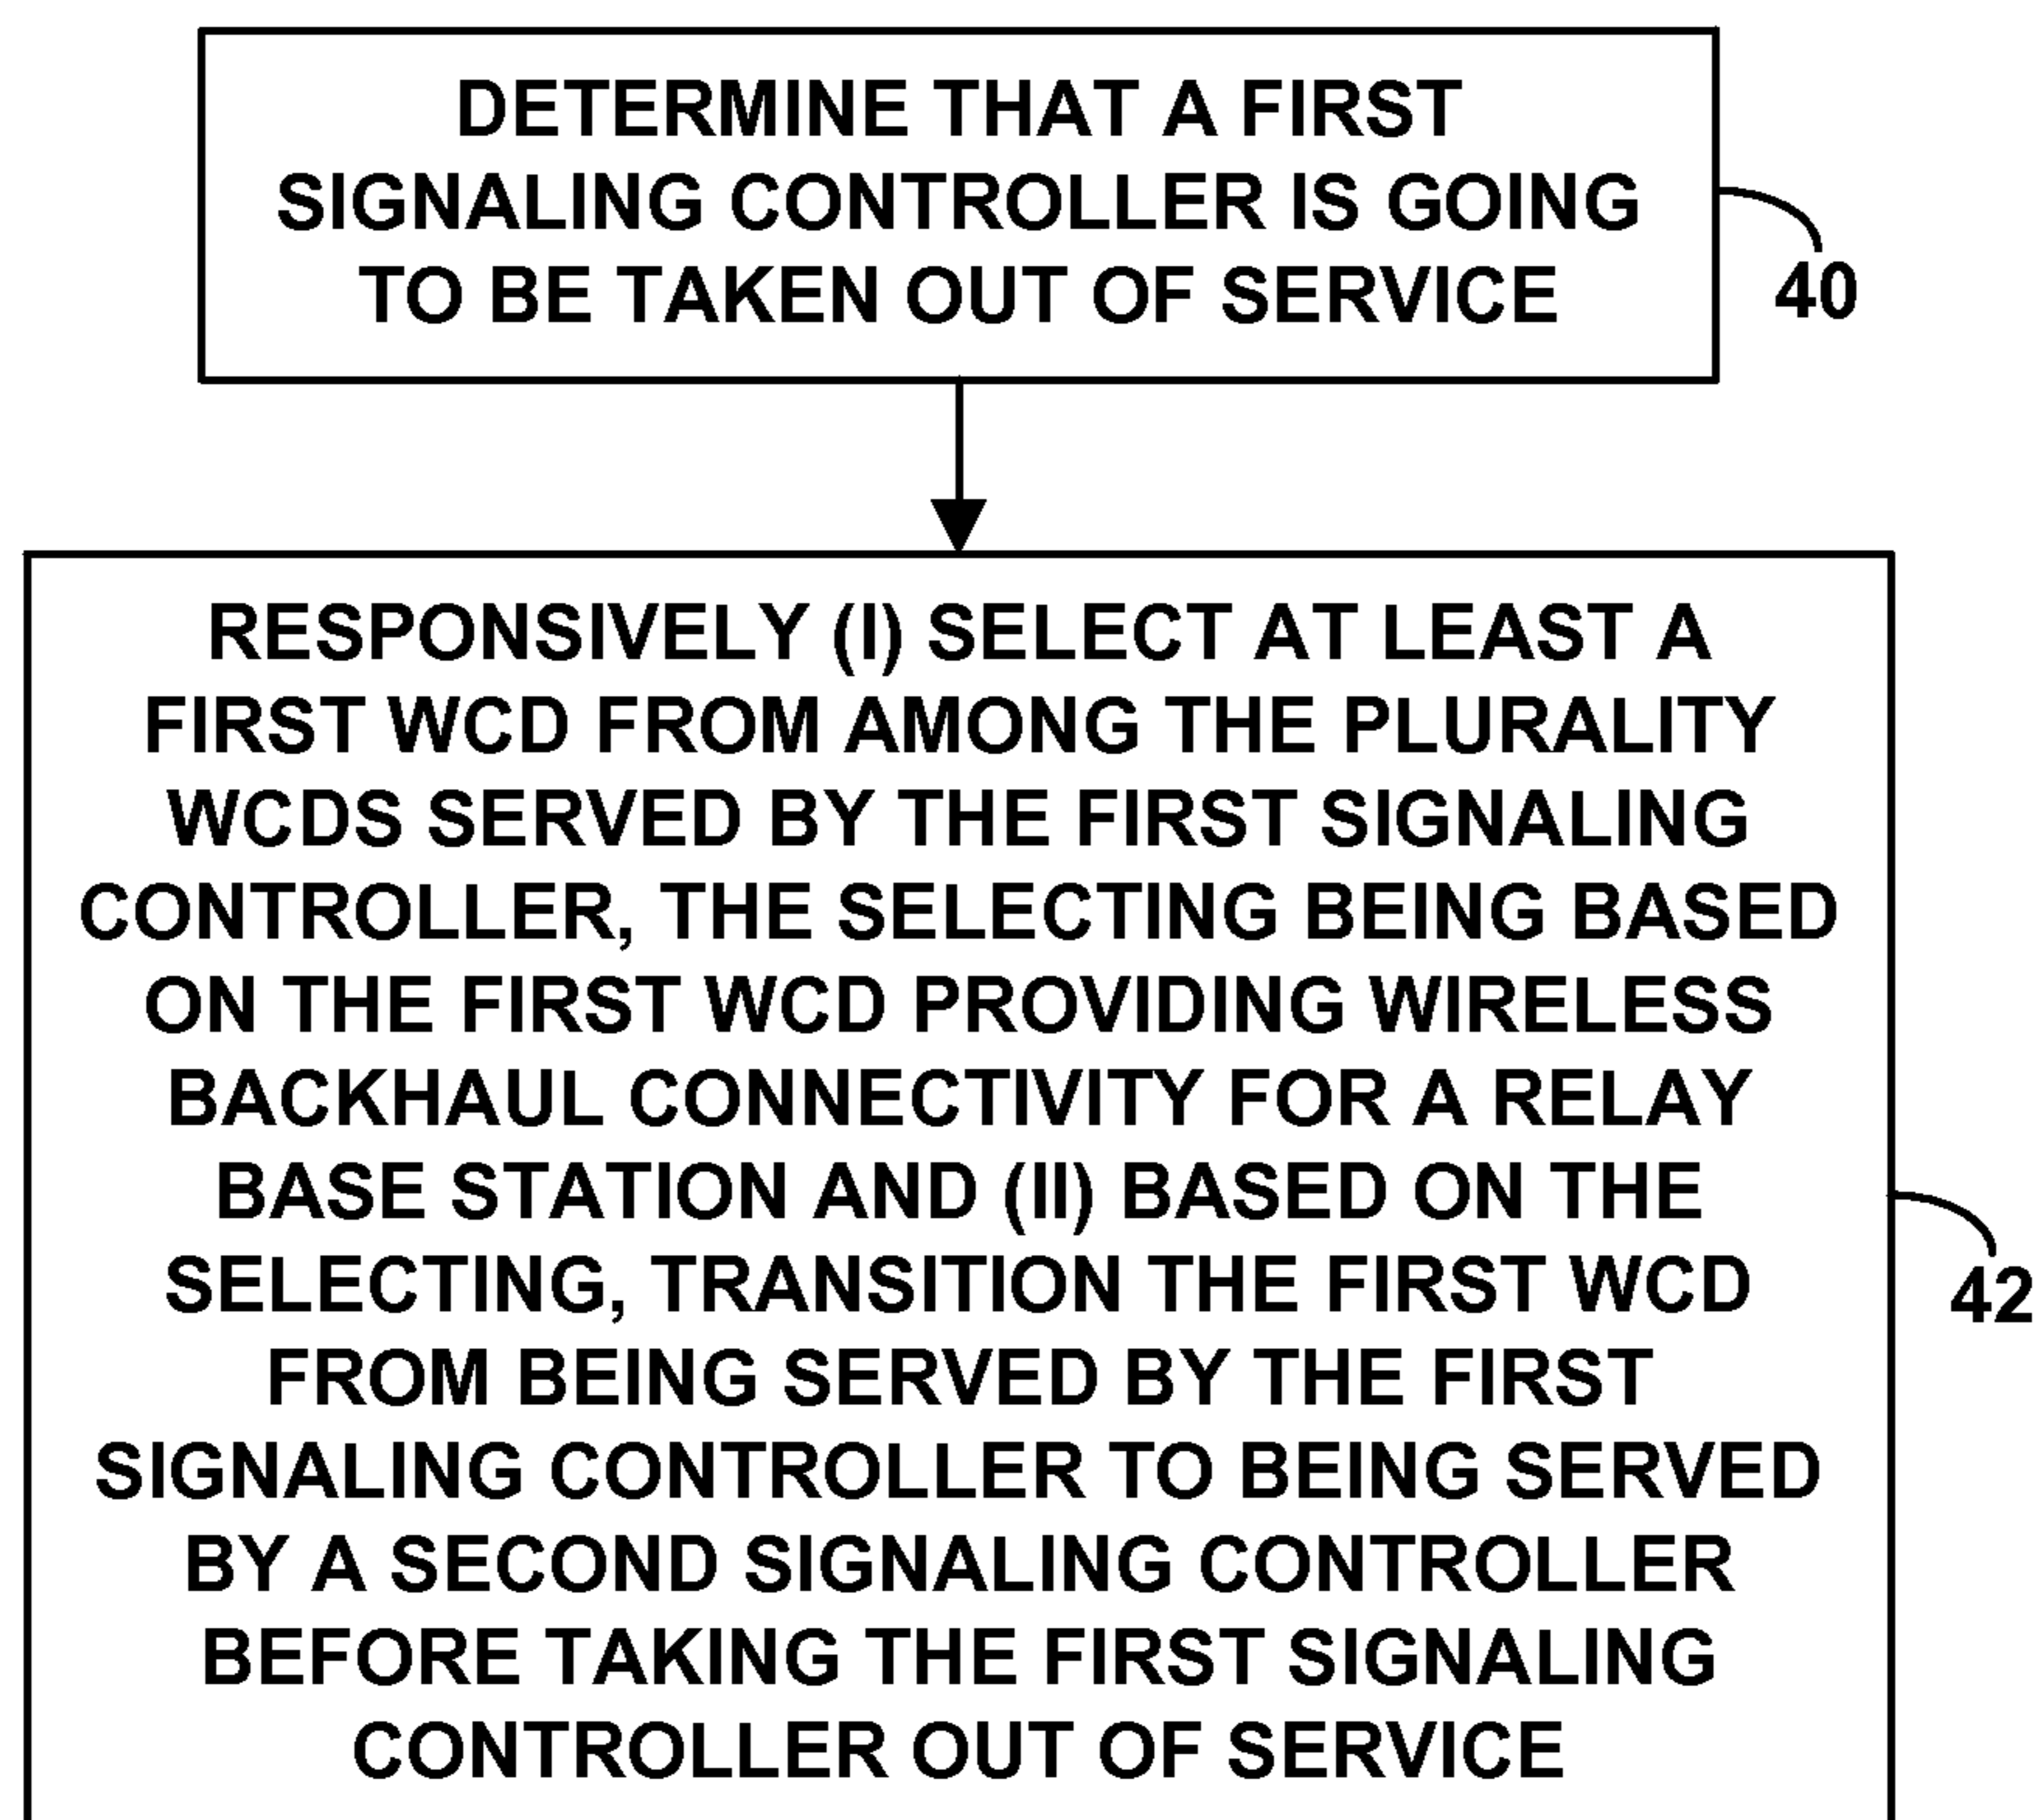 DETERMINE THAT A FIRST
SIGNALING CONTROLLER IS GOING
TO BE TAKEN OUT OF SERVICE
40
RESPONSIVELY (I) SELECT AT LEAST A
FIRST WCD FROM AMONG THE PLURALITY
WCDS SERVED BY THE FIRST SIGNALING
CONTROLLER, THE SELECTING BEING BASED
ON THE FIRST WCD PROVIDING WIRELESS
BACKHAUL CONNECTIVITY FOR A RELAY
BASE STATION AND (II) BASED ON THE
SELECTING, TRANSITION THE FIRST WCD
FROM BEING SERVED BY THE FIRST
SIGNALING CONTROLLER TO BEING SERVED
BY A SECOND SIGNALING CONTROLLER
BEFORE TAKING THE FIRST SIGNALING
CONTROLLER OUT OF SERVICE
42